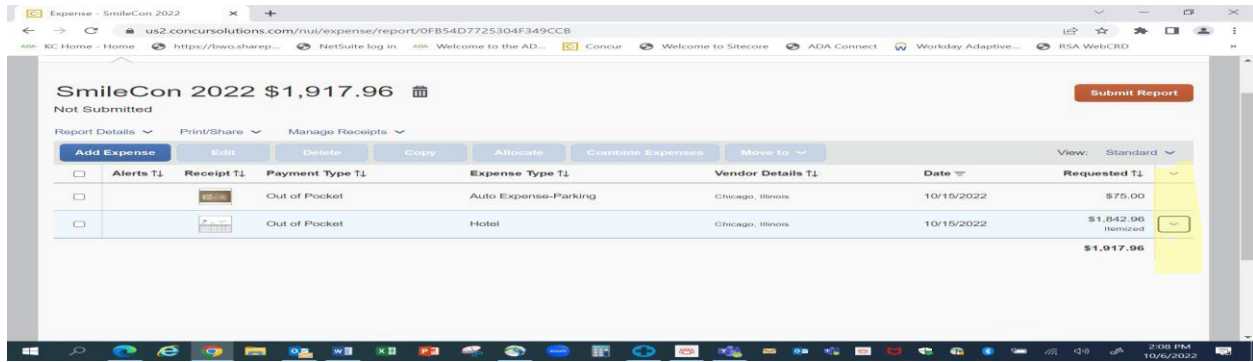 Expense - SmileCon 2022
us2.concursolutions.com/nui/expense/report/0FB54D7725304F349CCB
KC Home - Home https://bwo.sharep... NetSuite log in Welcome to the AD... Concur Welcome to Sitecore ADA Connect Workday Adaptive... RSA WebCRD
SmileCon 2022 $1,917.96
Submit Report
Not Submitted
Report Details Print/Share Manage Receipts
Add Expense Edit Delete Copy Allocate Combine Expenses Move to View: Standard
Alerts Receipt Payment Type Expense Type Vendor Details Date Requested
Out of Pocket Auto Expense-Parking Chicago, Illinois 10/15/2022 $75.00
Out of Pocket Hotel Chicago, Illinois 10/15/2022 $1,842.96
Itemized
$1,917.96
2:08 PM
10/6/2022